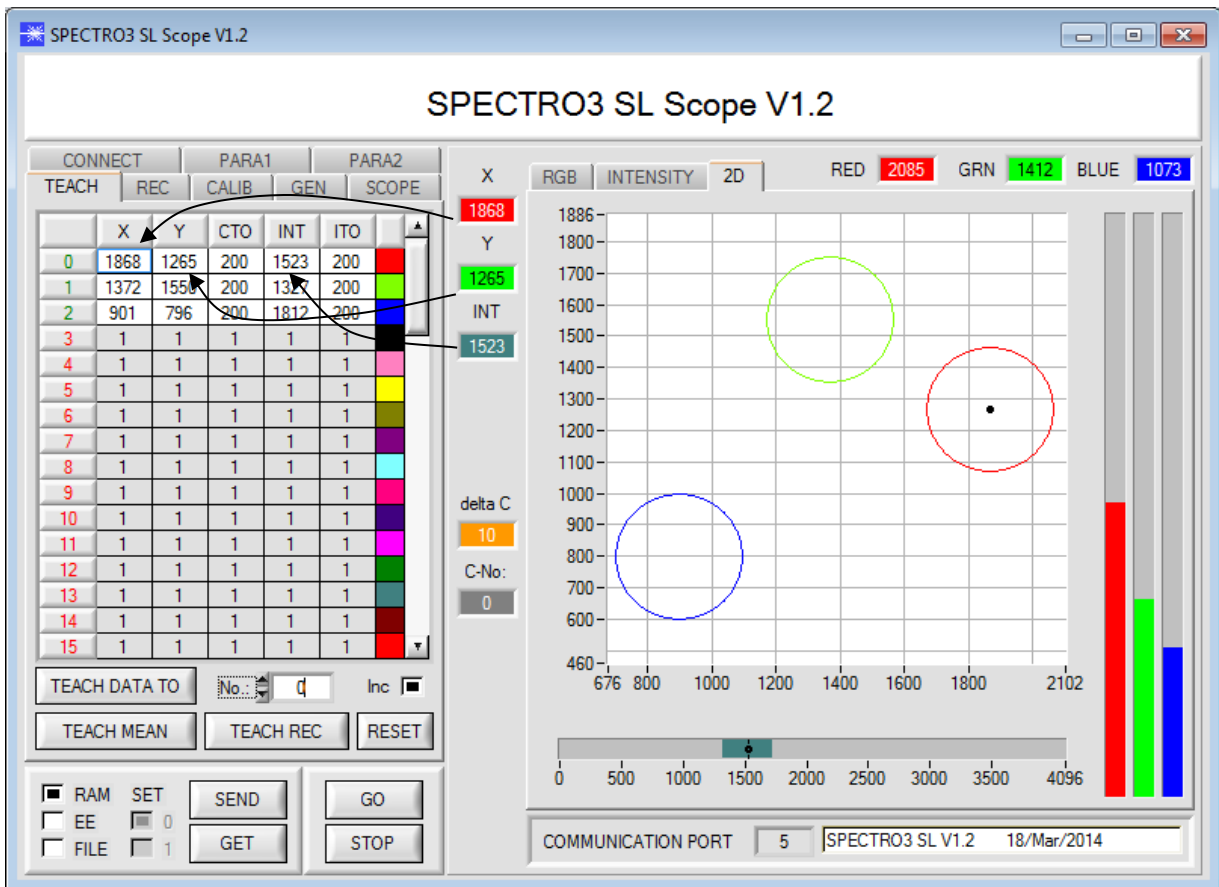 SPECTRO3 SL Scope V1.2
SPECTRO3 SL Scope V1.2
CONNECT PARA1 PARA2
TEACH REC CALIB GEN SCOPE
X Y CTO INT ITO
0 1868 1265 200 1523 200
1 1372 1550 200 1327 200
2 901 796 200 1812 200
3 1 1 1 1 1
4 1 1 1 1 1
5 1 1 1 1 1
6 1 1 1 1 1
7 1 1 1 1 1
8 1 1 1 1 1
9 1 1 1 1 1
10 1 1 1 1 1
11 1 1 1 1 1
12 1 1 1 1 1
13 1 1 1 1 1
14 1 1 1 1 1
15 1 1 1 1 1
TEACH DATA TO No.: 0 Inc
TEACH MEAN TEACH REC RESET
RAM SET SEND GO
EE 0
FILE 1 GET STOP
X
1868
Y
1265
INT
1523
delta C
10
C-No:
0
RGB INTENSITY 2D RED 2085 GRN 1412 BLUE 1073
1886
1800
1700
1600
1500
1400
1300
1200
1100
1000
900
800
700
600
460
676 800 1000 1200 1400 1600 1800 2102
0 500 1000 1500 2000 2500 3000 3500 4096
COMMUNICATION PORT 5 SPECTRO3 SL V1.2 18/Mar/2014